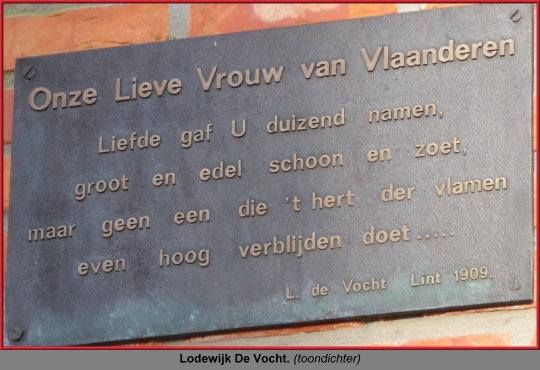 Onze Lieve Vrouw van Vlaanderen
Liefde gaf U duizend namen,
groot en edel schoon en zoet,
maar geen een die 't hert der vlamen
even hoog verblijden doet.....
L. de Vocht Lint 1909.
Lodewijk De Vocht. (toondichter)